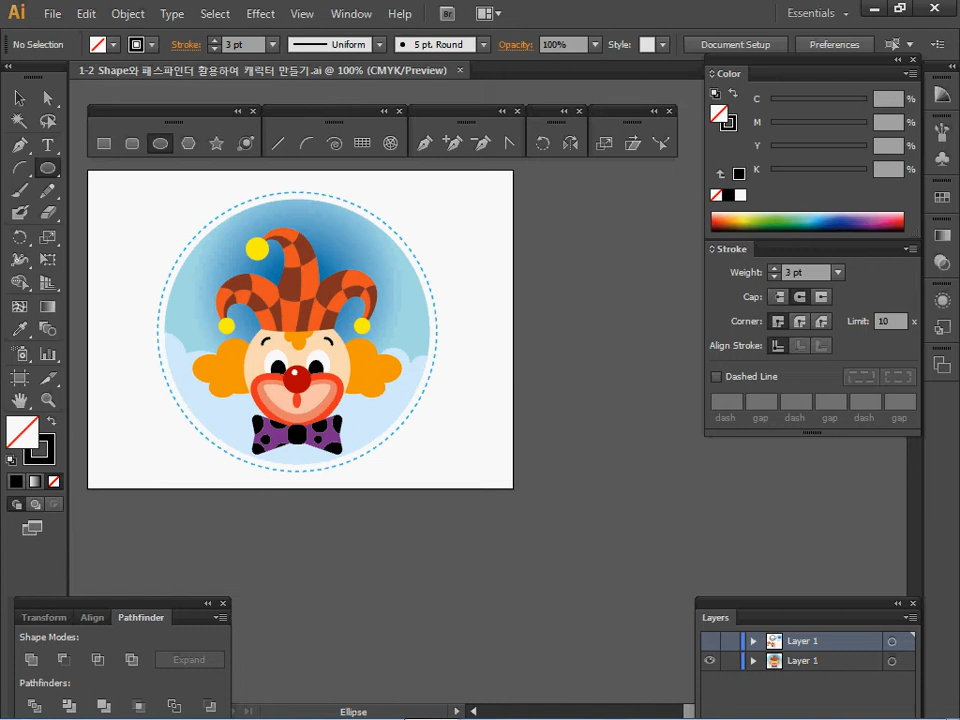 Ai File Edit Object Type Select Effect View Window Help Br Essentials
No Selection Stroke: 3 pt Uniform 5 pt. Round Opacity: 100% Style: Document Setup Preferences
1-2 Shape와 패스파인더 활용하여 캐릭터 만들기.ai @ 100% (CMYK/Preview)
Color
C %
M %
Y %
K %
Stroke
Weight: 3 pt
Cap:
Corner: Limit: 10 x
Align Stroke:
Dashed Line
dash gap dash gap dash gap
Transform Align Pathfinder
Shape Modes:
Expand
Pathfinders:
Layers
Layer 1
Layer 1
Ellipse